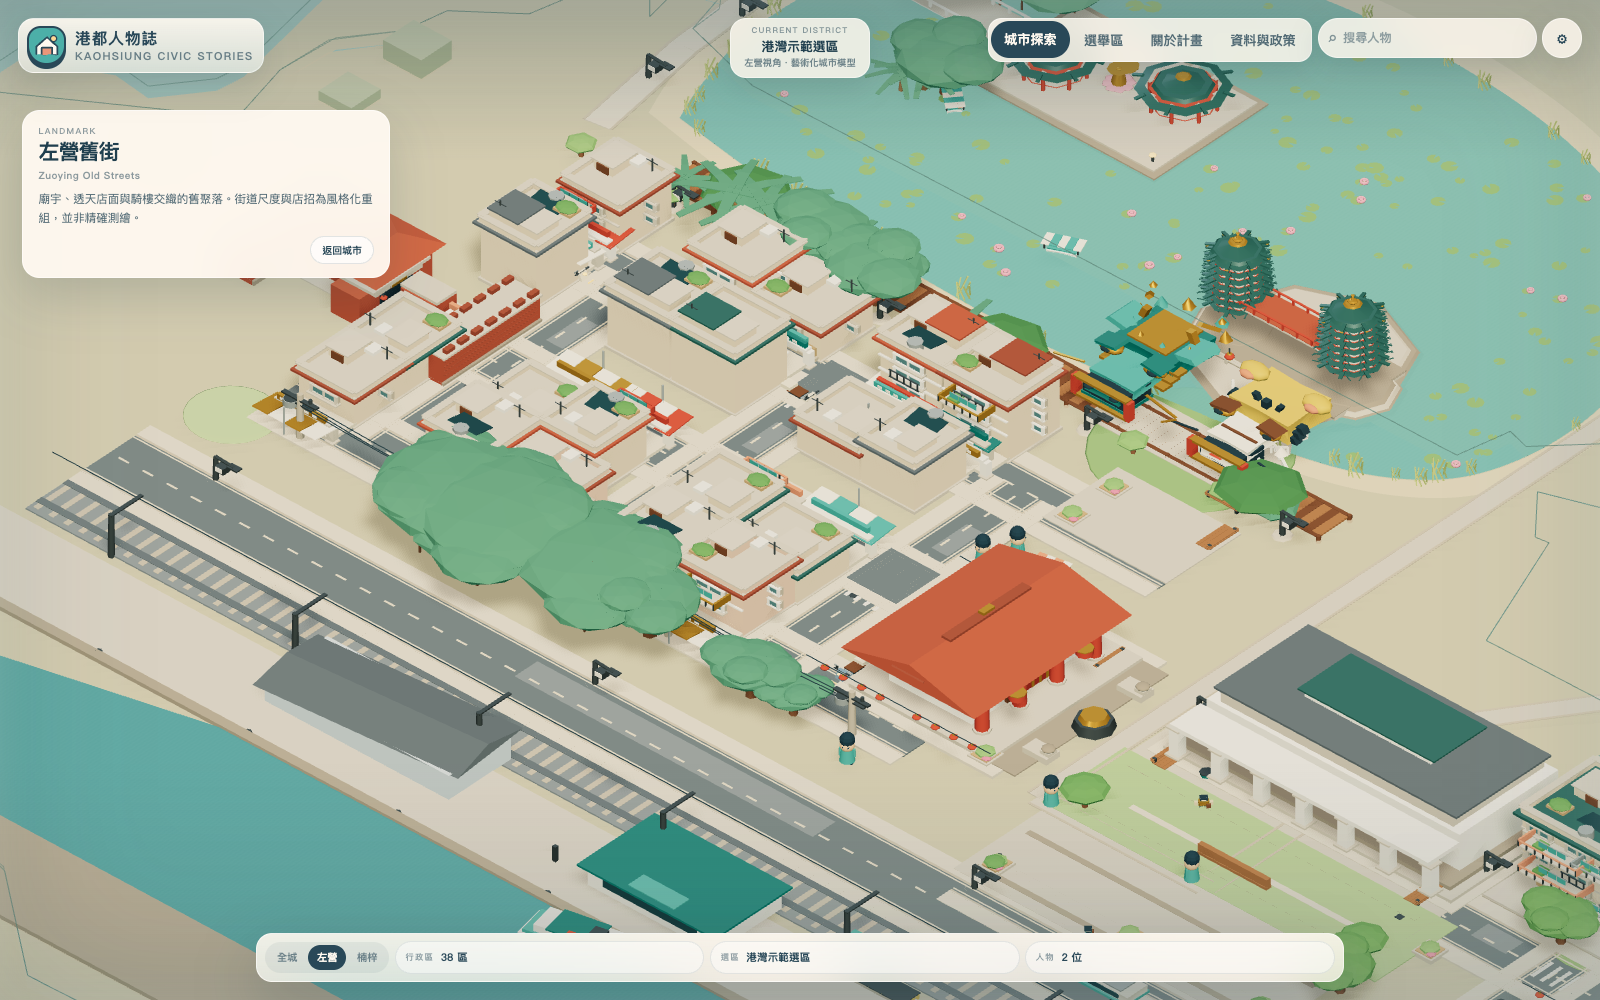 港都人物誌
KAOHSIUNG CIVIC STORIES
CURRENT DISTRICT
港灣示範選區
左營視角 · 藝術化城市模型
城市探索
選舉區
關於計畫
資料與政策
搜尋人物
LANDMARK
左營舊街
Zuoying Old Streets
廟宇、透天店面與騎樓交織的舊聚落。街道尺度與店招為風格化重
組，並非精確測繪。
返回城市
全城
左營
楠梓
行政區 38 區
選區 港灣示範選區
人物 2 位